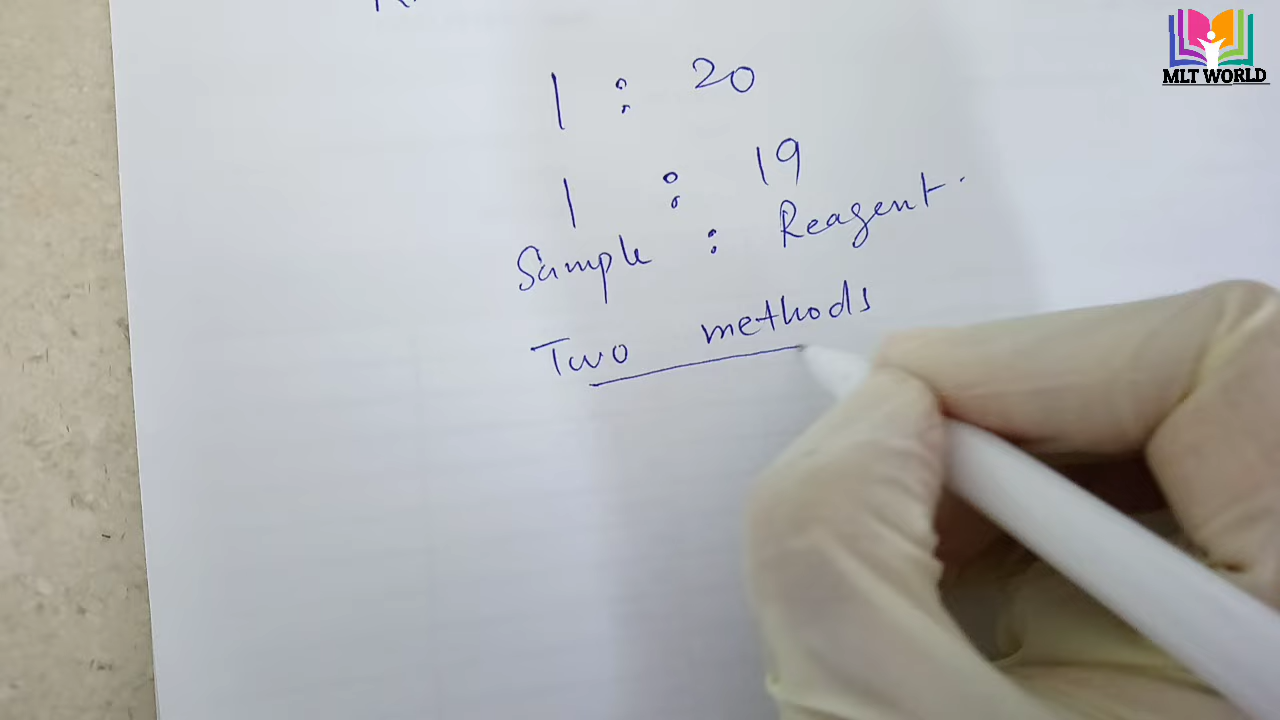 1 : 20
1 : 19
Sample : Reagent.
Two methods
MLT WORLD